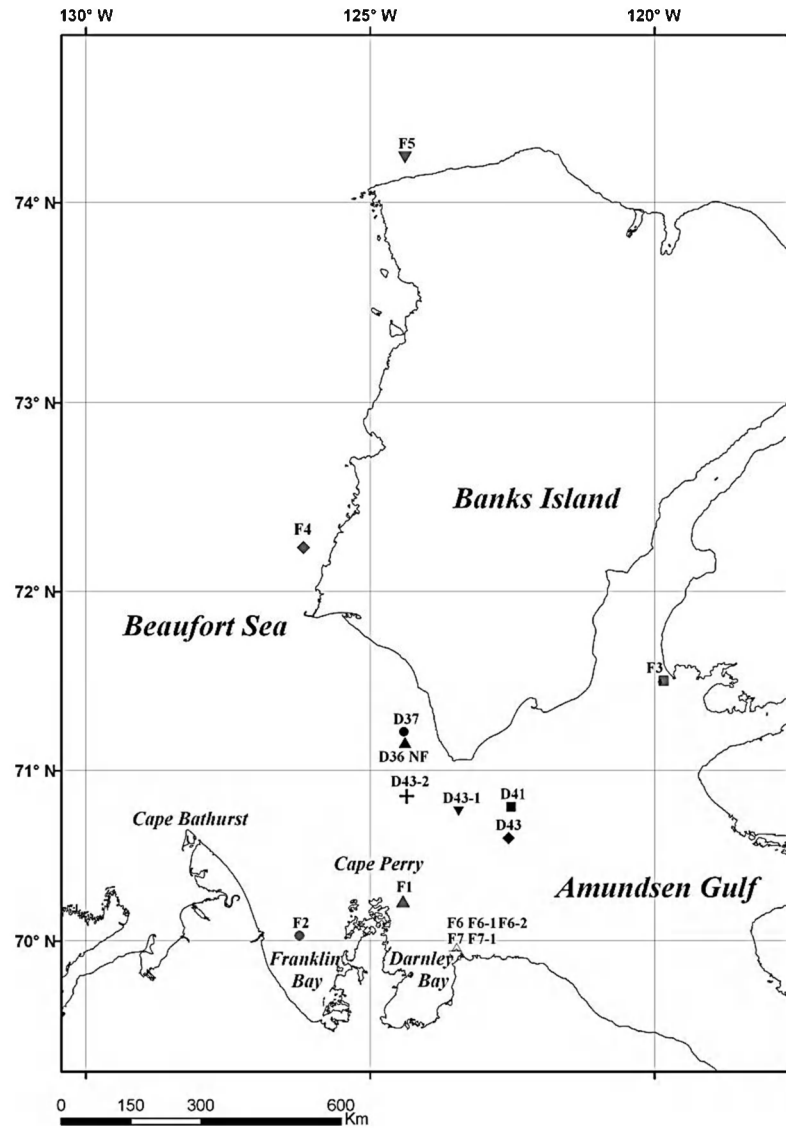 130° W 125° W 120° W
F5
74° N
73° N
Banks Island
F4
72° N
Beaufort Sea
F3
D37
D36 NF
71° N
D43-2
D43-1
D41
Cape Bathurst
D43
Cape Perry
F1
Amundsen Gulf
F2
F6 F6-1 F6-2
70° N
F7 F7-1
Franklin
Bay
Darnley
Bay
0 150 300 600
Km